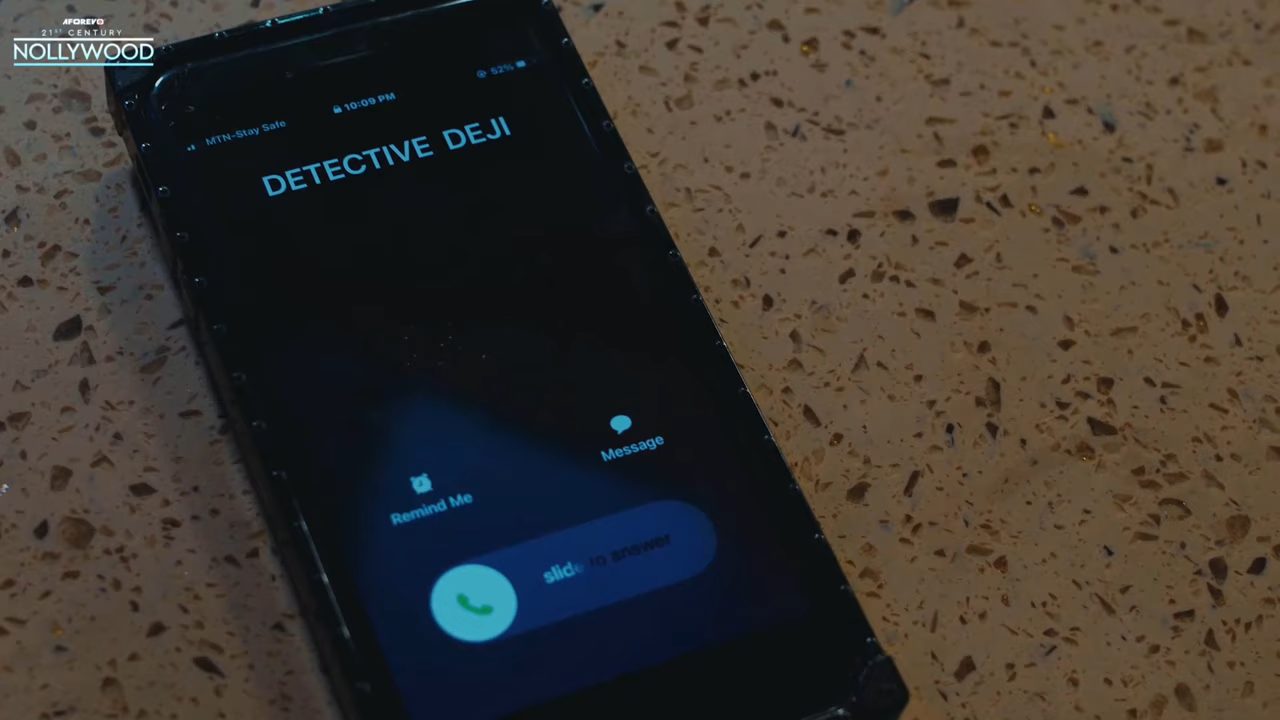 AFOREVO
21ST CENTURY
NOLLYWOOD
52%
10:09 PM
MTN-Stay Safe
DETECTIVE DEJI
Message
Remind Me
slide to answer